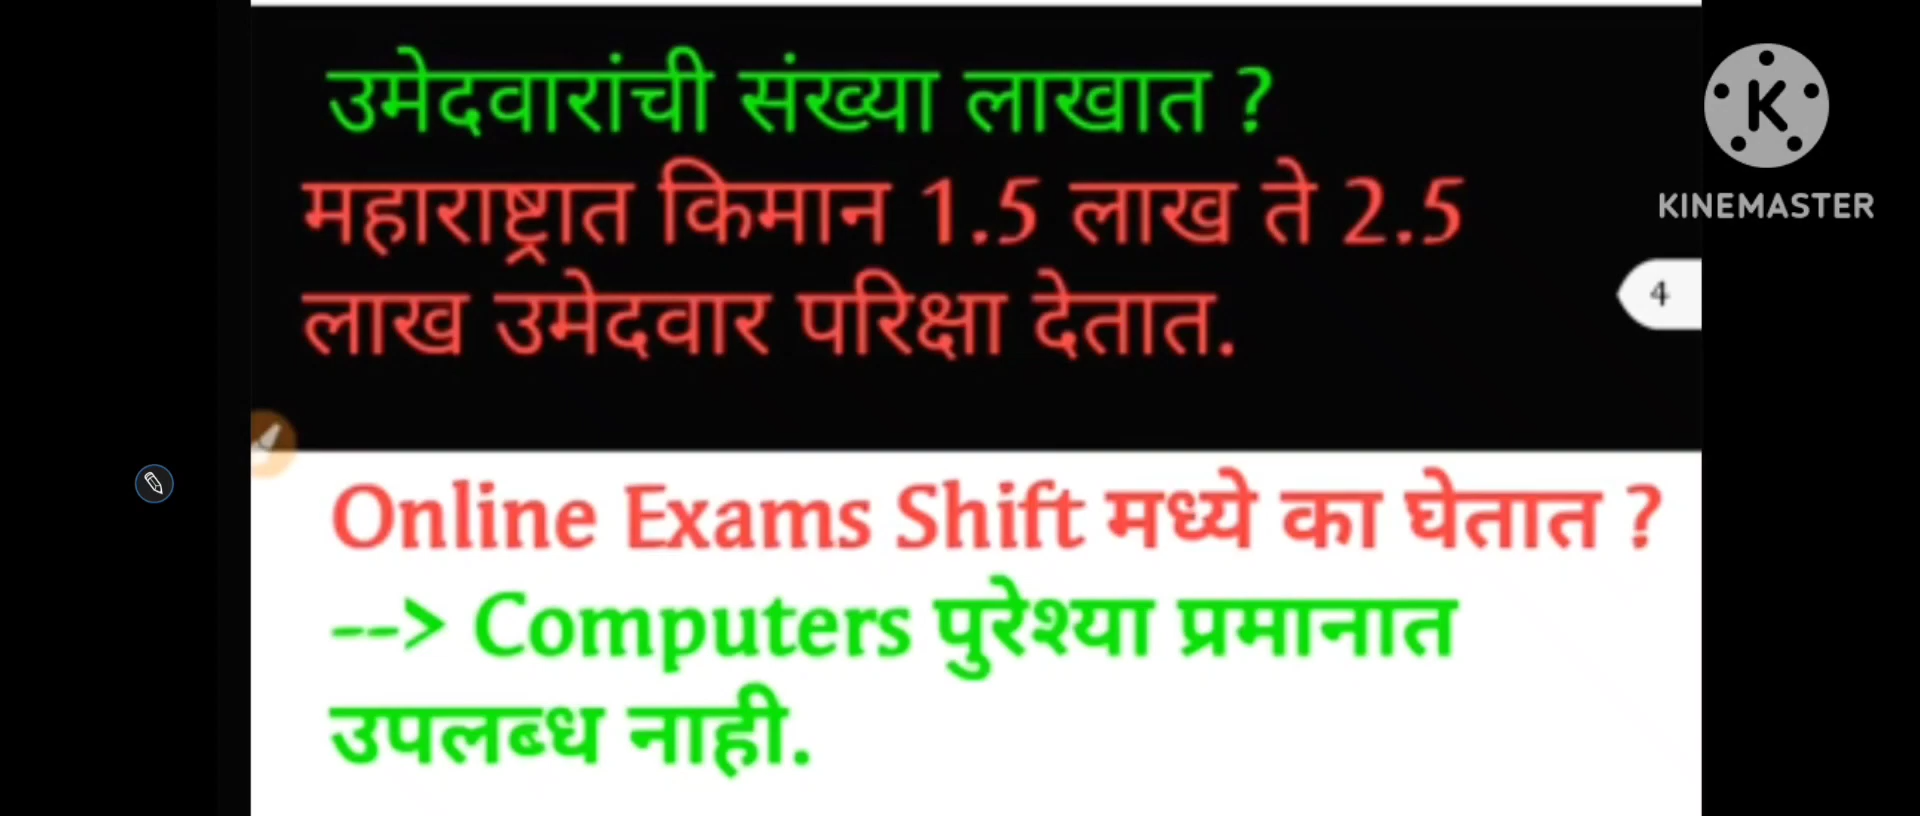 उमेदवारांची संख्या लाखात ?
महाराष्ट्रात किमान 1.5 लाख ते 2.5
लाख उमेदवार परिक्षा देतात.
KINEMASTER
4
Online Exams Shift मध्ये का घेतात ?
--> Computers पुरेश्या प्रमानात
उपलब्ध नाही.